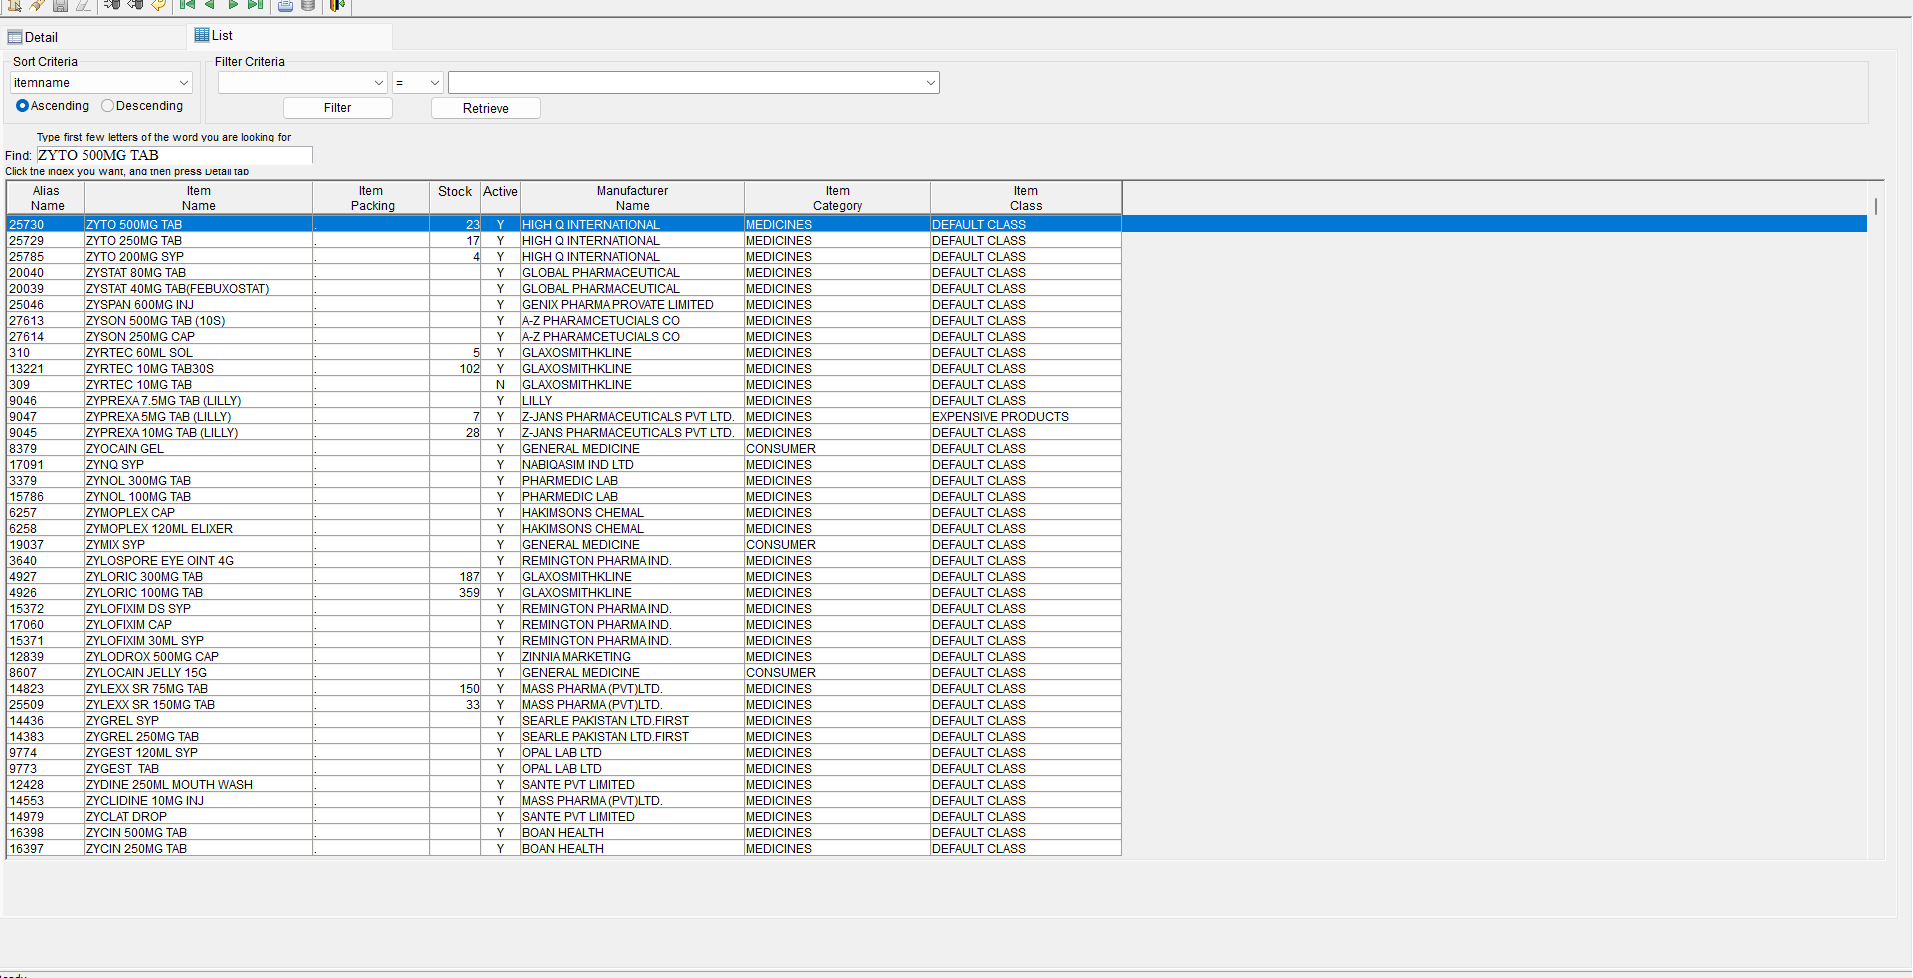 Detail
List
Sort Criteria
Filter Criteria
itemname
=
Ascending
Descending
Filter
Retrieve
Type first few letters of the word you are looking for
Find: ZYTO 500MG TAB
Click the index you want, and then press Detail tab
Alias Name Item Name Item Packing Stock Active Manufacturer Name Item Category Item Class
25730 ZYTO 500MG TAB . 23 Y HIGH Q INTERNATIONAL MEDICINES DEFAULT CLASS
25729 ZYTO 250MG TAB . 17 Y HIGH Q INTERNATIONAL MEDICINES DEFAULT CLASS
25785 ZYTO 200MG SYP . 4 Y HIGH Q INTERNATIONAL MEDICINES DEFAULT CLASS
20040 ZYSTAT 80MG TAB . Y GLOBAL PHARMACEUTICAL MEDICINES DEFAULT CLASS
20039 ZYSTAT 40MG TAB(FEBUXOSTAT) . Y GLOBAL PHARMACEUTICAL MEDICINES DEFAULT CLASS
25046 ZYSPAN 600MG INJ . Y GENIX PHARMA PROVATE LIMITED MEDICINES DEFAULT CLASS
27613 ZYSON 500MG TAB (10S) . Y A-Z PHARAMCETUCIALS CO MEDICINES DEFAULT CLASS
27614 ZYSON 250MG CAP . Y A-Z PHARAMCETUCIALS CO MEDICINES DEFAULT CLASS
310 ZYRTEC 60ML SOL . 5 Y GLAXOSMITHKLINE MEDICINES DEFAULT CLASS
13221 ZYRTEC 10MG TAB30S . 102 Y GLAXOSMITHKLINE MEDICINES DEFAULT CLASS
309 ZYRTEC 10MG TAB . N GLAXOSMITHKLINE MEDICINES DEFAULT CLASS
9046 ZYPREXA 7.5MG TAB (LILLY) . Y LILLY MEDICINES DEFAULT CLASS
9047 ZYPREXA 5MG TAB (LILLY) . 7 Y Z-JANS PHARMACEUTICALS PVT LTD. MEDICINES EXPENSIVE PRODUCTS
9045 ZYPREXA 10MG TAB (LILLY) . 28 Y Z-JANS PHARMACEUTICALS PVT LTD. MEDICINES DEFAULT CLASS
8379 ZYOCAIN GEL . Y GENERAL MEDICINE CONSUMER DEFAULT CLASS
17091 ZYNQ SYP . Y NABIQASIM IND LTD MEDICINES DEFAULT CLASS
3379 ZYNOL 300MG TAB . Y PHARMEDIC LAB MEDICINES DEFAULT CLASS
15786 ZYNOL 100MG TAB . Y PHARMEDIC LAB MEDICINES DEFAULT CLASS
6257 ZYMOPLEX CAP . Y HAKIMSONS CHEMAL MEDICINES DEFAULT CLASS
6258 ZYMOPLEX 120ML ELIXER . Y HAKIMSONS CHEMAL MEDICINES DEFAULT CLASS
19037 ZYMIX SYP . Y GENERAL MEDICINE CONSUMER DEFAULT CLASS
3640 ZYLOSPORE EYE OINT 4G . Y REMINGTON PHARMA IND. MEDICINES DEFAULT CLASS
4927 ZYLORIC 300MG TAB . 187 Y GLAXOSMITHKLINE MEDICINES DEFAULT CLASS
4926 ZYLORIC 100MG TAB . 359 Y GLAXOSMITHKLINE MEDICINES DEFAULT CLASS
15372 ZYLOFIXIM DS SYP . Y REMINGTON PHARMA IND. MEDICINES DEFAULT CLASS
17060 ZYLOFIXIM CAP . Y REMINGTON PHARMA IND. MEDICINES DEFAULT CLASS
15371 ZYLOFIXIM 30ML SYP . Y REMINGTON PHARMA IND. MEDICINES DEFAULT CLASS
12839 ZYLODROX 500MG CAP . Y ZINNIA MARKETING MEDICINES DEFAULT CLASS
8607 ZYLOCAIN JELLY 15G . Y GENERAL MEDICINE CONSUMER DEFAULT CLASS
14823 ZYLEXX SR 75MG TAB . 150 Y MASS PHARMA (PVT)LTD. MEDICINES DEFAULT CLASS
25509 ZYLEXX SR 150MG TAB . 33 Y MASS PHARMA (PVT)LTD. MEDICINES DEFAULT CLASS
14436 ZYGREL SYP . Y SEARLE PAKISTAN LTD.FIRST MEDICINES DEFAULT CLASS
14383 ZYGREL 250MG TAB . Y SEARLE PAKISTAN LTD.FIRST MEDICINES DEFAULT CLASS
9774 ZYGEST 120ML SYP . Y OPAL LAB LTD MEDICINES DEFAULT CLASS
9773 ZYGEST TAB . Y OPAL LAB LTD MEDICINES DEFAULT CLASS
12428 ZYDINE 250ML MOUTH WASH . Y SANTE PVT LIMITED MEDICINES DEFAULT CLASS
14553 ZYCLIDINE 10MG INJ . Y MASS PHARMA (PVT)LTD. MEDICINES DEFAULT CLASS
14979 ZYCLAT DROP . Y SANTE PVT LIMITED MEDICINES DEFAULT CLASS
16398 ZYCIN 500MG TAB . Y BOAN HEALTH MEDICINES DEFAULT CLASS
16397 ZYCIN 250MG TAB . Y BOAN HEALTH MEDICINES DEFAULT CLASS